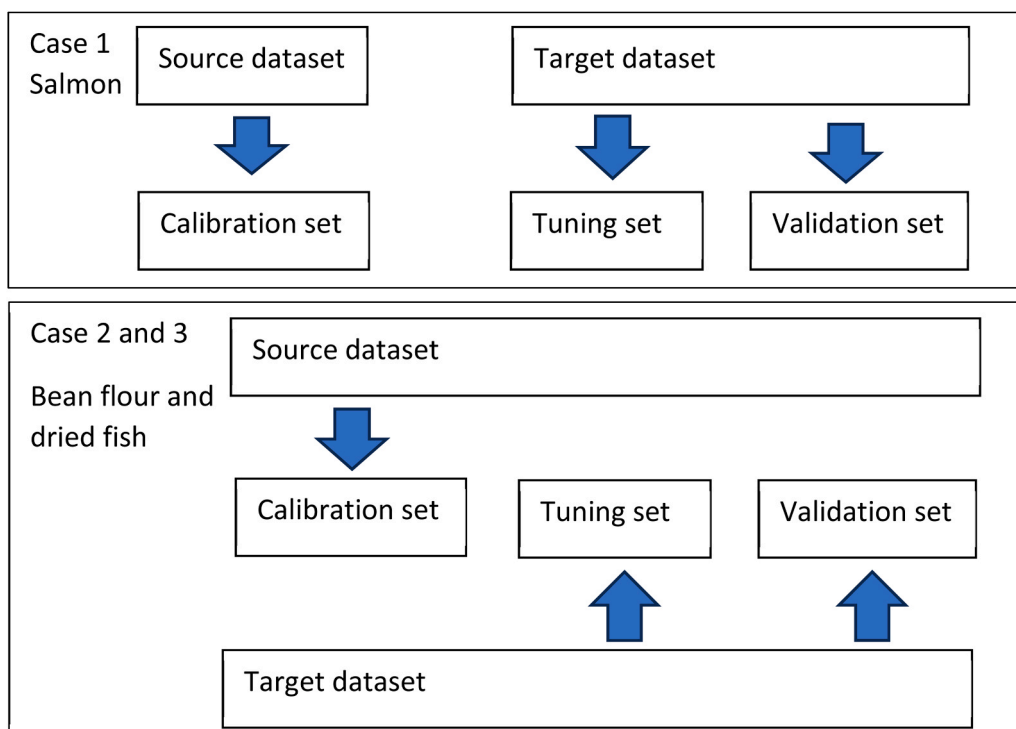 Case 1
Salmon
Source dataset
Target dataset
Calibration set
Tuning set
Validation set
Case 2 and 3
Bean flour and
dried fish
Source dataset
Calibration set
Tuning set
Validation set
Target dataset